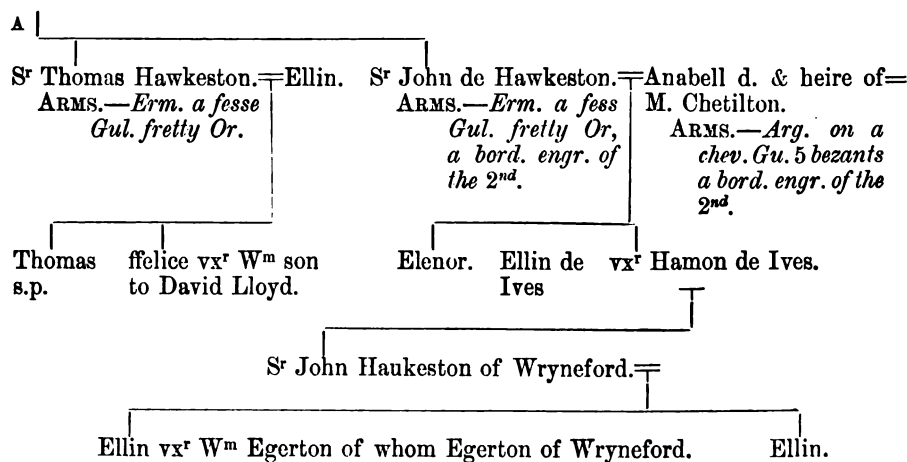 A
Sʳ Thomas Hawkeston.=Ellin.
ARMS.—Erm. a fesse
Gul. fretty Or.
Sʳ John de Hawkeston.=Anabell d. & heire of=
M. Chetilton.
ARMS.—Erm. a fess
Gul. fretty Or,
a bord. engr. of
the 2ⁿᵈ.
ARMS.—Arg. on a
chev. Gu. 5 bezants
a bord. engr. of the
2ⁿᵈ.
Thomas
s.p.
ffelice vxʳ Wᵐ son
to David Lloyd.
Elenor.
Ellin de
Ives
vxʳ Hamon de Ives.
Sʳ John Haukeston of Wryneford.=
Ellin vxʳ Wᵐ Egerton of whom Egerton of Wryneford.
Ellin.